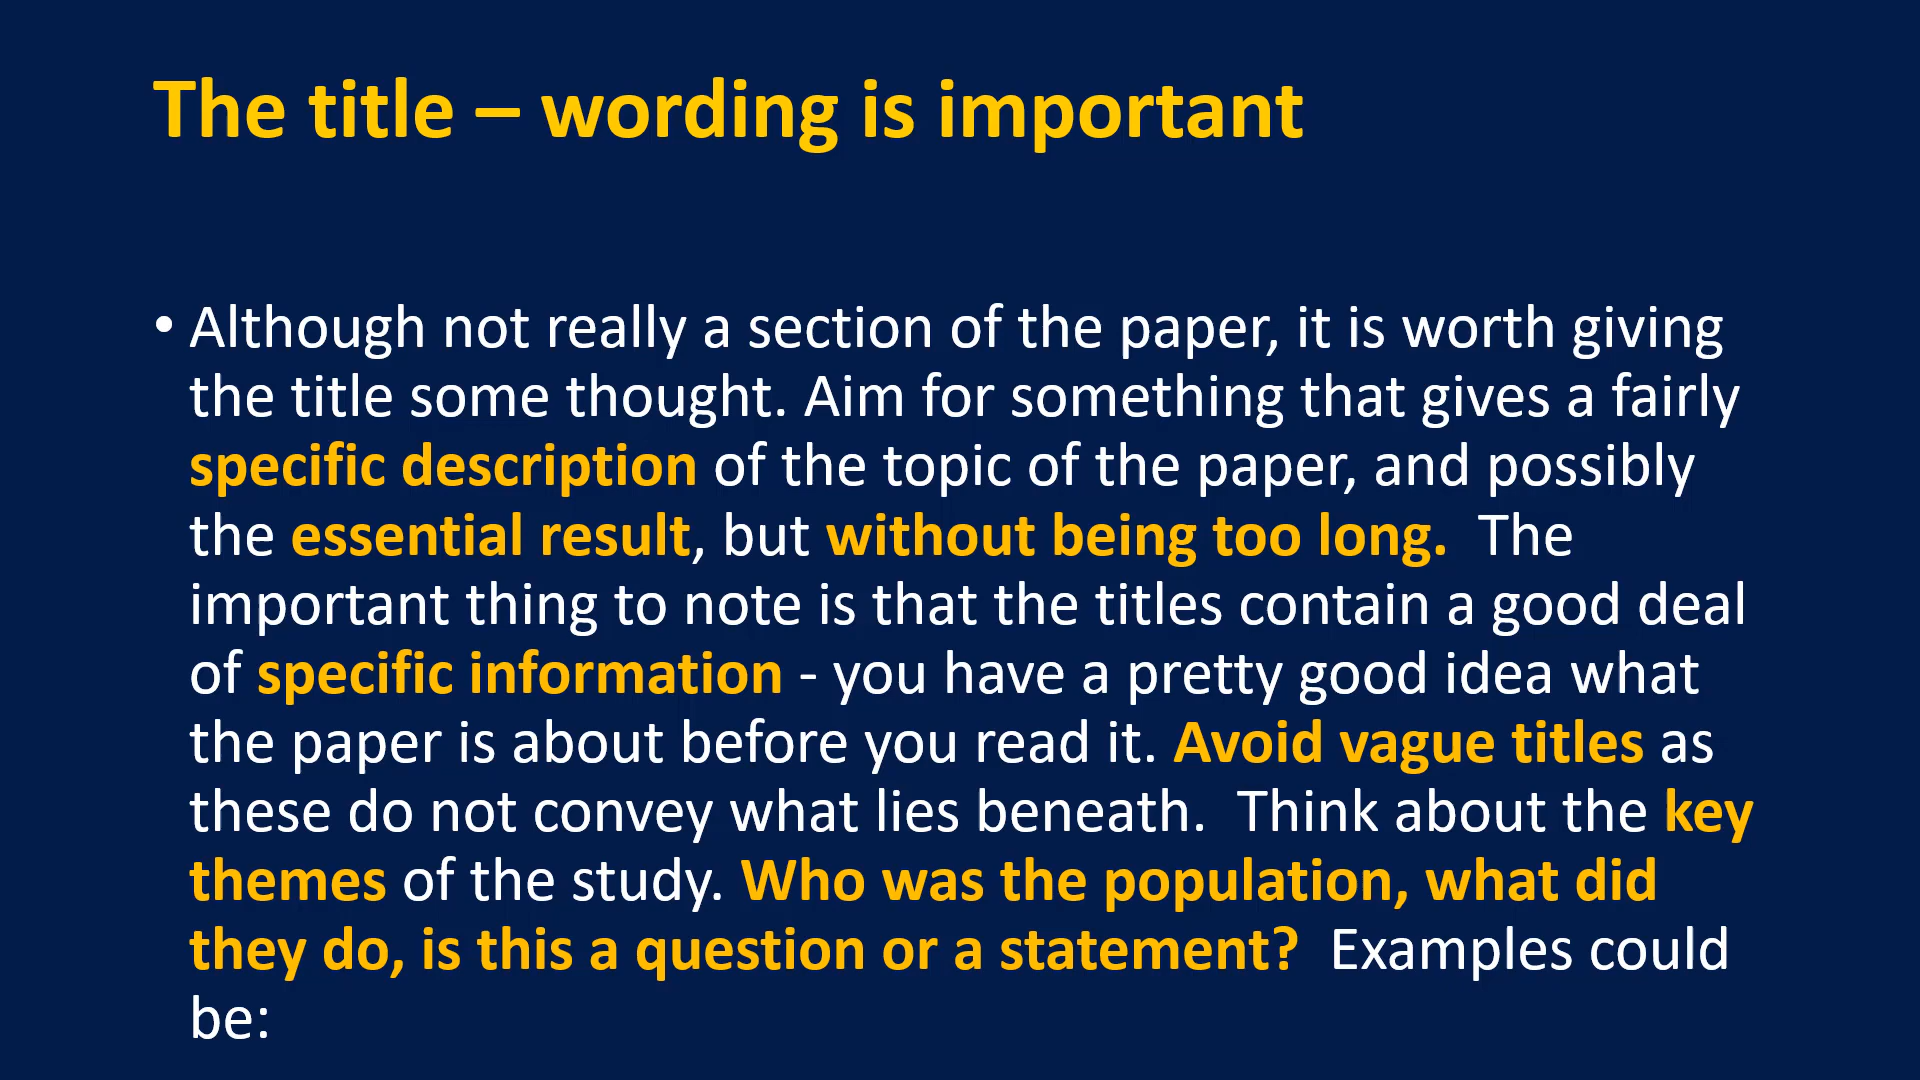 The title – wording is important
• Although not really a section of the paper, it is worth giving
the title some thought. Aim for something that gives a fairly
specific description of the topic of the paper, and possibly
the essential result, but without being too long.  The
important thing to note is that the titles contain a good deal
of specific information - you have a pretty good idea what
the paper is about before you read it. Avoid vague titles as
these do not convey what lies beneath.  Think about the key
themes of the study. Who was the population, what did
they do, is this a question or a statement?  Examples could
be: